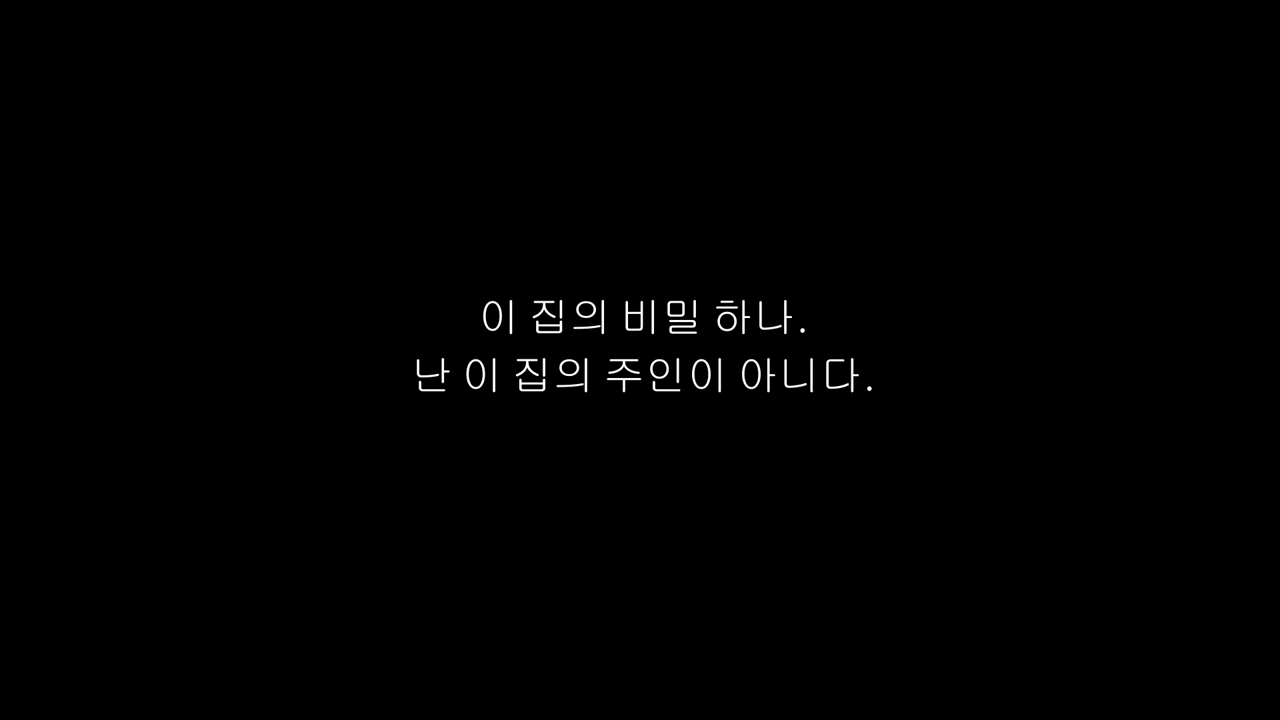 이 집의 비밀 하나.
난 이 집의 주인이 아니다.